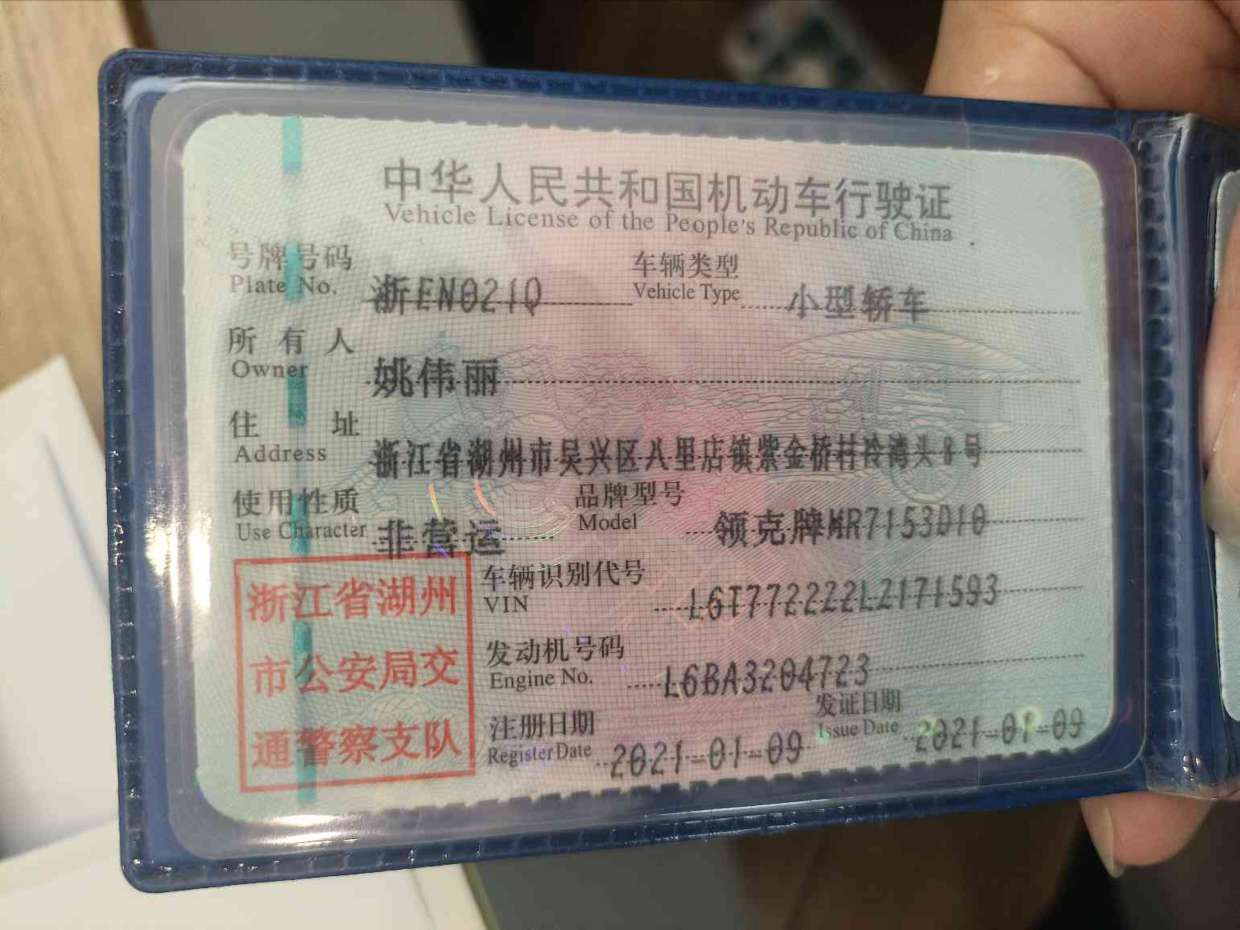 中华人民共和国机动车行驶证
Vehicle License of the People's Republic of China
号牌号码 浙EN021Q 车辆类型 小型轿车
Plate No. Vehicle Type
所有人 姚伟丽
Owner
住址 浙江省湖州市吴兴区八里店镇紫金桥村冷湾头8号
Address
使用性质 非营运 品牌型号 领克牌MR7153D10
Use Character Model
车辆识别代号 L6T772222LZ171593
VIN
发动机号码 L6BA3204723
Engine No.
注册日期 2021-01-09 发证日期 2021-01-09
Register Date Issue Date
浙江省湖州
市公安局交
通警察支队